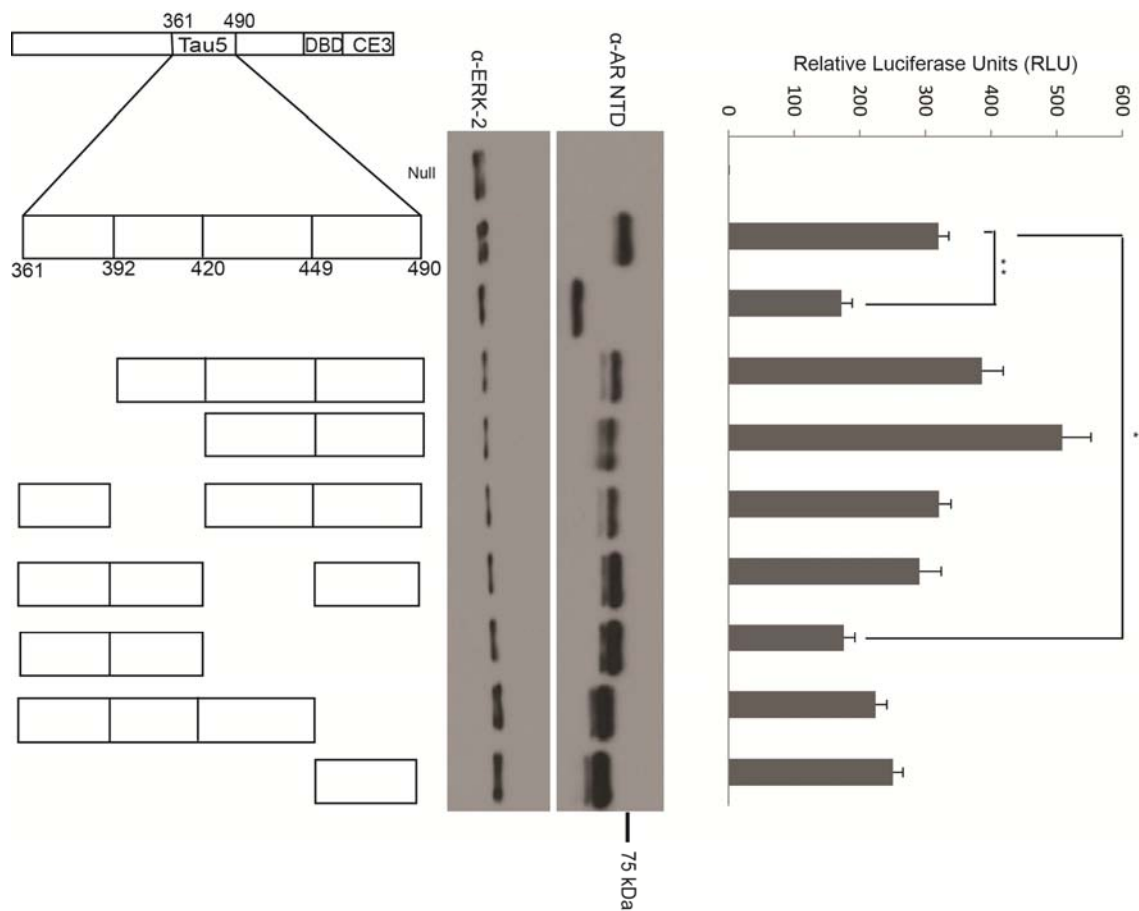 361 490
Tau5 DBD CE3
Null
361 392 420 449 490
α-ERK-2
α-AR NTD
75 kDa
Relative Luciferase Units (RLU)
0 100 200 300 400 500 600
**
*